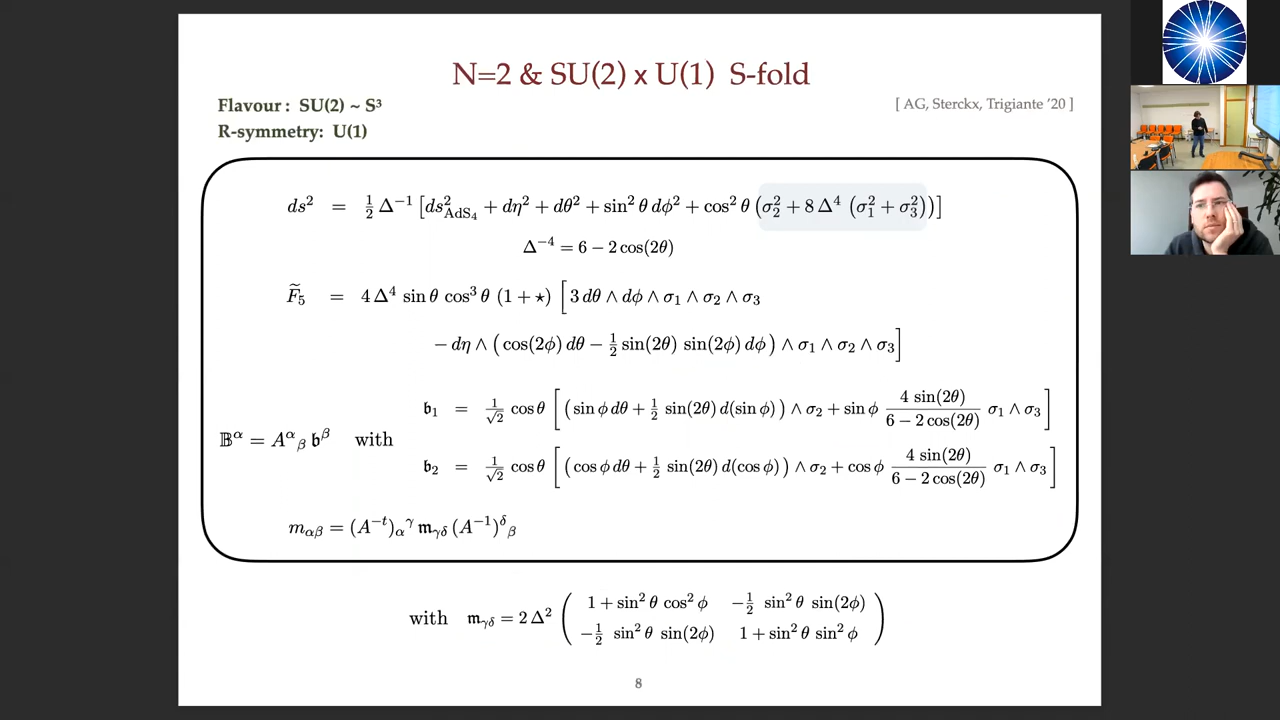 N=2 & SU(2) x U(1) S-fold
Flavour : SU(2) ~ S³
[ AG, Sterckx, Trigiante '20 ]
R-symmetry: U(1)
ds² = ½ Δ⁻¹ [ds²_AdS₄ + dη² + dθ² + sin² θ dφ² + cos² θ (σ₂² + 8 Δ⁴ (σ₁² + σ₃²))]
Δ⁻⁴ = 6 − 2 cos(2θ)
F̃₅ = 4 Δ⁴ sin θ cos³ θ (1 + ⋆) [3 dθ ∧ dφ ∧ σ₁ ∧ σ₂ ∧ σ₃
− dη ∧ (cos(2φ) dθ − ½ sin(2θ) sin(2φ) dφ) ∧ σ₁ ∧ σ₂ ∧ σ₃]
𝔟₁ = 1/√2 cos θ [(sin φ dθ + ½ sin(2θ) d(sin φ)) ∧ σ₂ + sin φ 4 sin(2θ)/(6 − 2 cos(2θ)) σ₁ ∧ σ₃]
𝔹^α = A^α_β 𝔟^β with
𝔟₂ = 1/√2 cos θ [(cos φ dθ + ½ sin(2θ) d(cos φ)) ∧ σ₂ + cos φ 4 sin(2θ)/(6 − 2 cos(2θ)) σ₁ ∧ σ₃]
m_αβ = (A^−t)_α^γ 𝔪_γδ (A⁻¹)^δ_β
with 𝔪_γδ = 2 Δ² ( 1 + sin² θ cos² φ −½ sin² θ sin(2φ)
−½ sin² θ sin(2φ) 1 + sin² θ sin² φ )
8